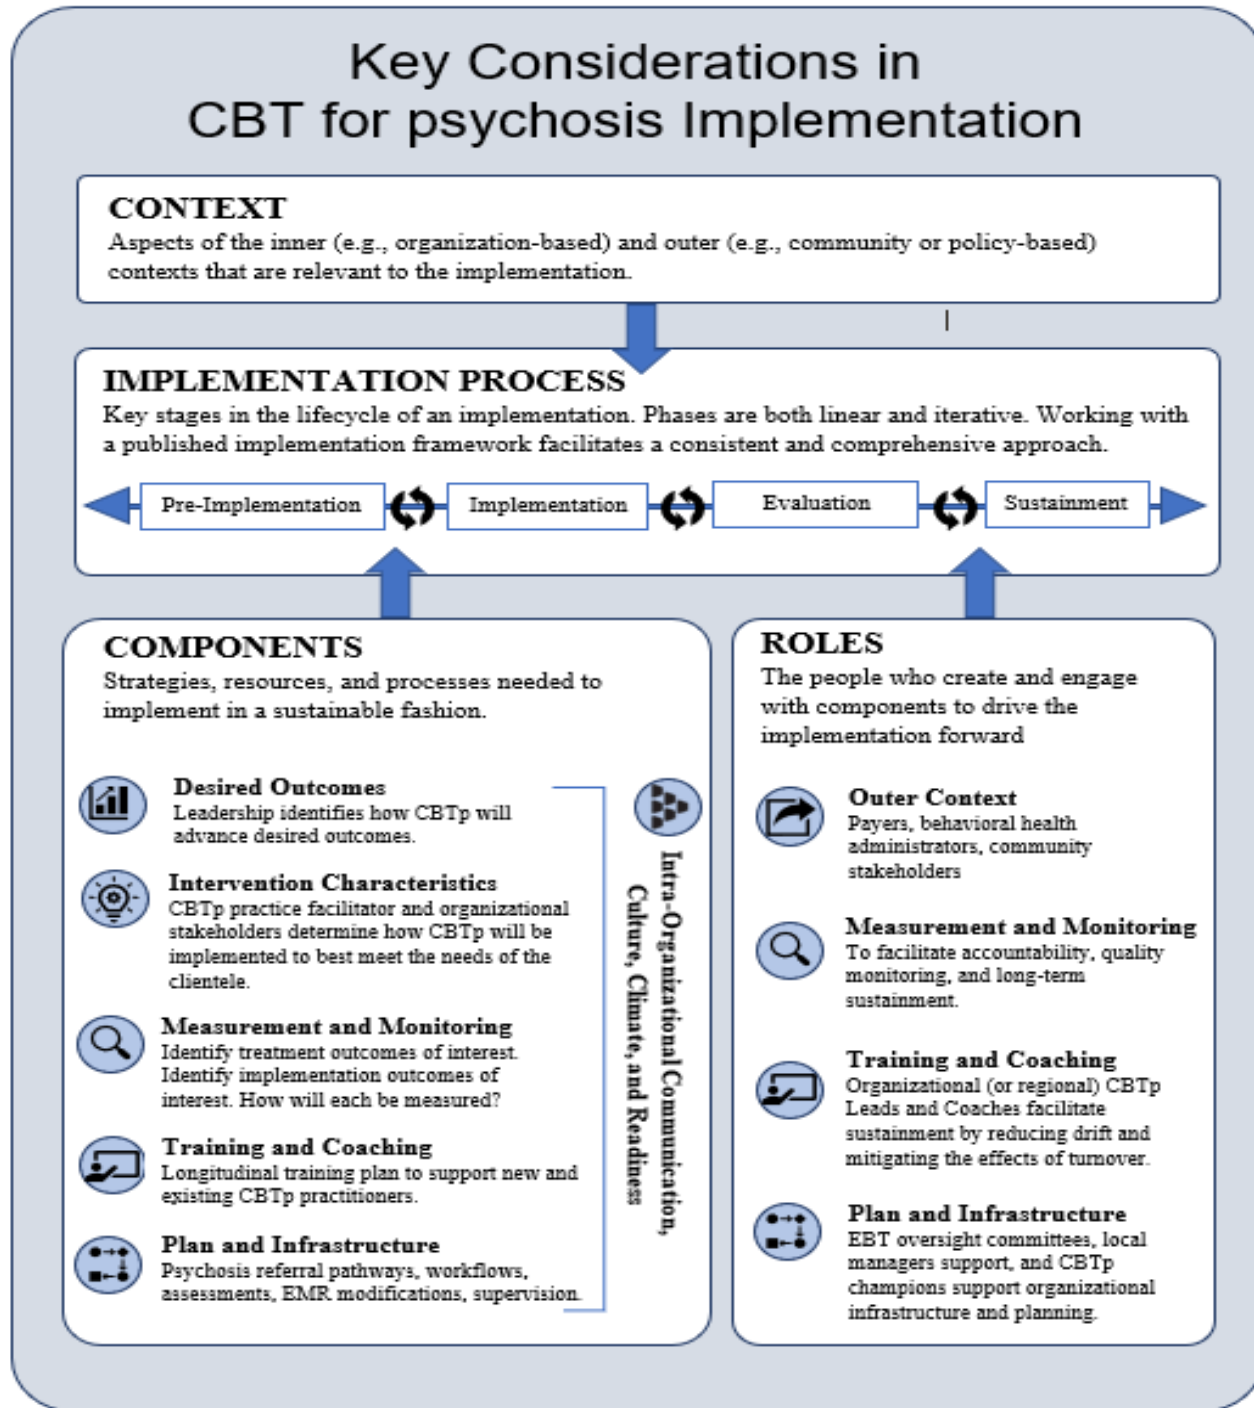 Key Considerations in
CBT for psychosis Implementation
CONTEXT
Aspects of the inner (e.g., organization-based) and outer (e.g., community or policy-based)
contexts that are relevant to the implementation.
IMPLEMENTATION PROCESS
Key stages in the lifecycle of an implementation. Phases are both linear and iterative. Working with
a published implementation framework facilitates a consistent and comprehensive approach.
Pre-Implementation
Implementation
Evaluation
Sustainment
COMPONENTS
Strategies, resources, and processes needed to
implement in a sustainable fashion.
Desired Outcomes
Leadership identifies how CBTp will
advance desired outcomes.
Intervention Characteristics
CBTp practice facilitator and organizational
stakeholders determine how CBTp will be
implemented to best meet the needs of the
clientele.
Measurement and Monitoring
Identify treatment outcomes of interest.
Identify implementation outcomes of
interest. How will each be measured?
Training and Coaching
Longitudinal training plan to support new and
existing CBTp practitioners.
Plan and Infrastructure
Psychosis referral pathways, workflows,
assessments, EMR modifications, supervision.
Intra-Organizational Communication,
Culture, Climate, and Readiness
ROLES
The people who create and engage
with components to drive the
implementation forward
Outer Context
Payers, behavioral health
administrators, community
stakeholders
Measurement and Monitoring
To facilitate accountability, quality
monitoring, and long-term
sustainment.
Training and Coaching
Organizational (or regional) CBTp
Leads and Coaches facilitate
sustainment by reducing drift and
mitigating the effects of turnover.
Plan and Infrastructure
EBT oversight committees, local
managers support, and CBTp
champions support organizational
infrastructure and planning.